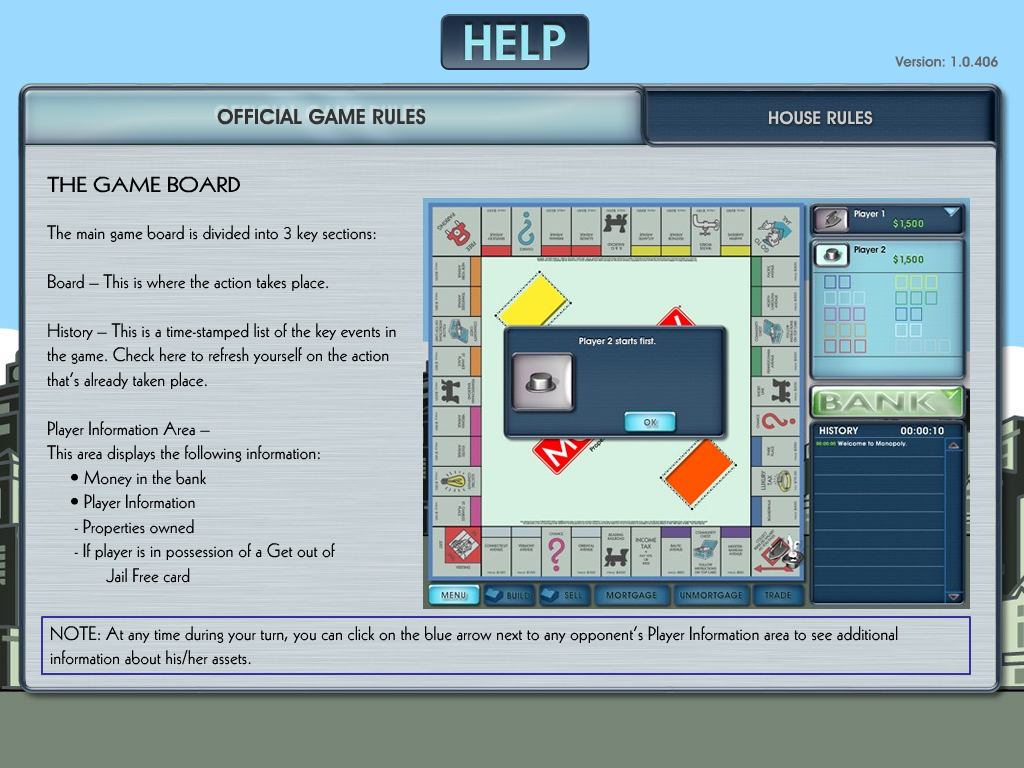 HELP
Version: 1.0.406
OFFICIAL GAME RULES
HOUSE RULES
THE GAME BOARD
The main game board is divided into 3 key sections:
Board – This is where the action takes place.
History – This is a time-stamped list of the key events in
the game. Check here to refresh yourself on the action
that's already taken place.
Player Information Area –
This area displays the following information:
• Money in the bank
• Player Information
- Properties owned
- If player is in possession of a Get out of
Jail Free card
Player 1
$1,500
Player 2
$1,500
BANK
HISTORY 00:00:10
00:00:05 Welcome to Monopoly.
Player 2 starts first.
OK
INCOME
TAX
CHANCE
LUXURY
TAX
MENU
BUILD
SELL
MORTGAGE
UNMORTGAGE
TRADE
NOTE: At any time during your turn, you can click on the blue arrow next to any opponent's Player Information area to see additional
information about his/her assets.